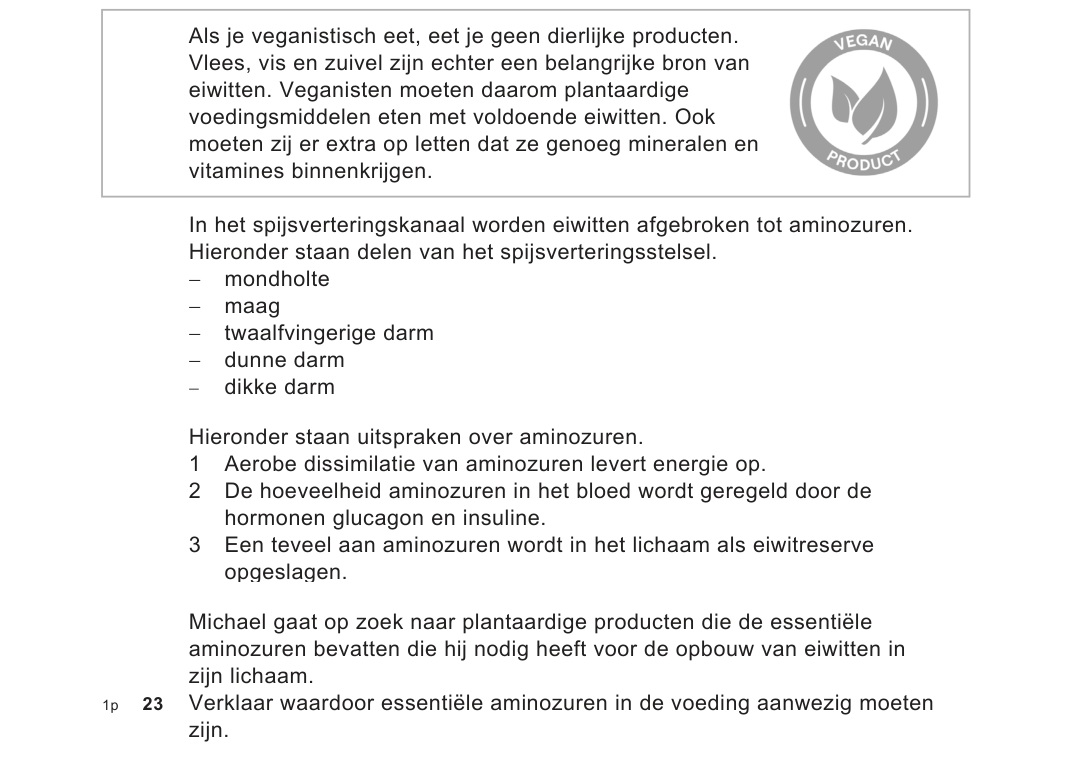 Als je veganistisch eet, eet je geen dierlijke producten.
Vlees, vis en zuivel zijn echter een belangrijke bron van
eiwitten. Veganisten moeten daarom plantaardige
voedingsmiddelen eten met voldoende eiwitten. Ook
moeten zij er extra op letten dat ze genoeg mineralen en
vitamines binnenkrijgen.
VEGAN
PRODUCT
In het spijsverteringskanaal worden eiwitten afgebroken tot aminozuren.
Hieronder staan delen van het spijsverteringsstelsel.
– mondholte
– maag
– twaalfvingerige darm
– dunne darm
– dikke darm
Hieronder staan uitspraken over aminozuren.
1 Aerobe dissimilatie van aminozuren levert energie op.
2 De hoeveelheid aminozuren in het bloed wordt geregeld door de
hormonen glucagon en insuline.
3 Een teveel aan aminozuren wordt in het lichaam als eiwitreserve
opgeslagen.
Michael gaat op zoek naar plantaardige producten die de essentiële
aminozuren bevatten die hij nodig heeft voor de opbouw van eiwitten in
zijn lichaam.
1p 23 Verklaar waardoor essentiële aminozuren in de voeding aanwezig moeten
zijn.